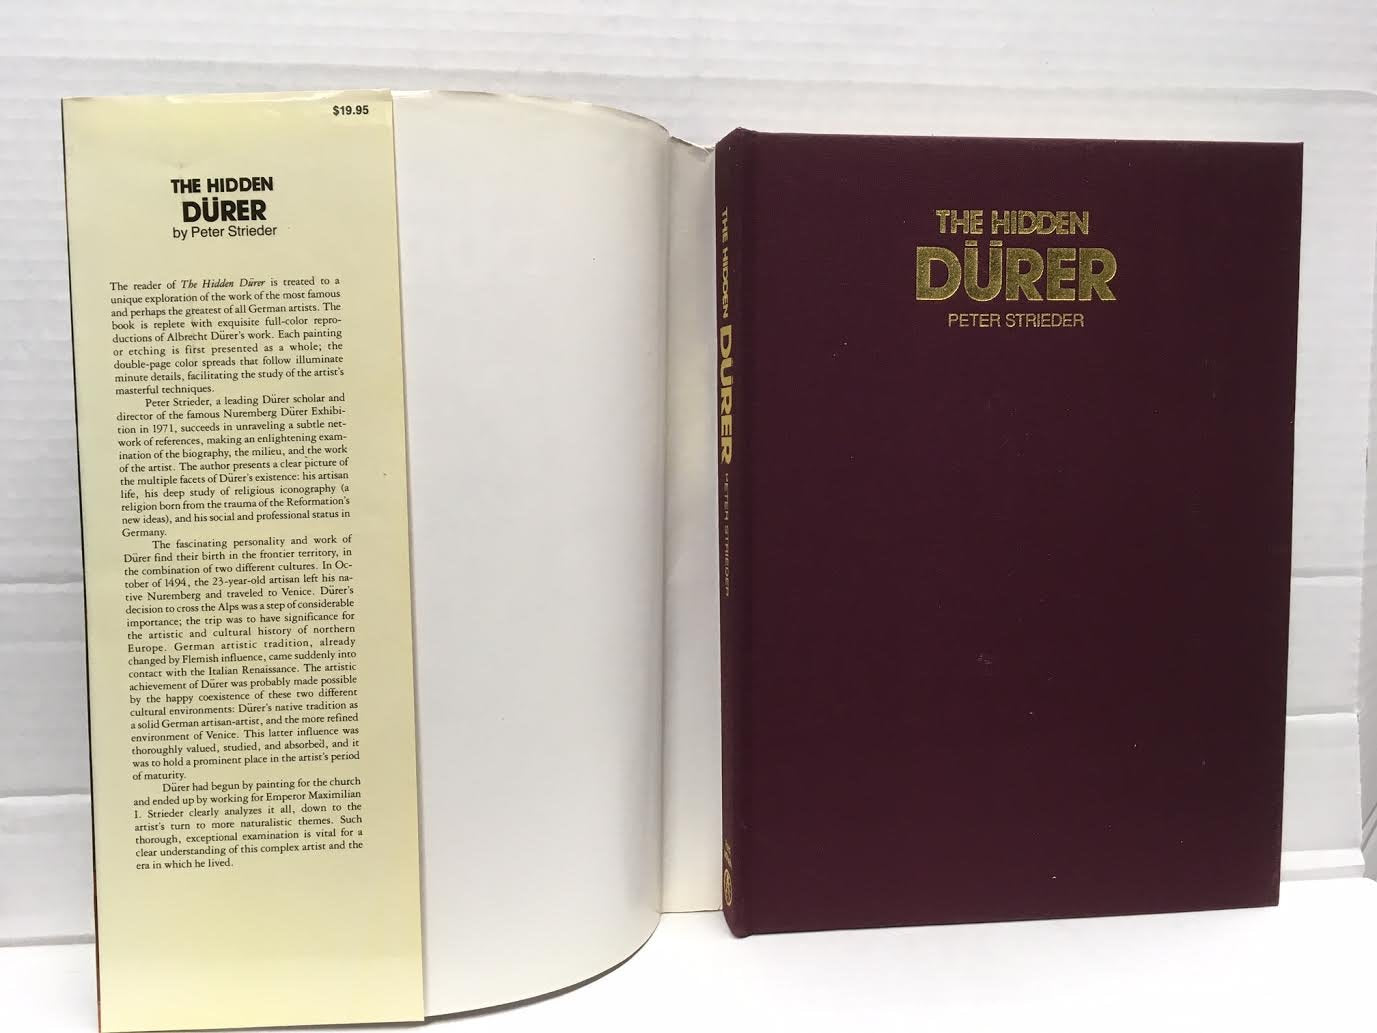 $19.95
THE HIDDEN
DÜRER
by Peter Strieder
The reader of The Hidden Dürer is treated to a
unique exploration of the work of the most famous
and perhaps the greatest of all German artists. The
book is replete with exquisite full-color repro-
ductions of Albrecht Dürer's work. Each painting
or etching is first presented as a whole; the
double-page color spreads that follow illuminate
minute details, facilitating the study of the artist's
masterful techniques.
Peter Strieder, a leading Dürer scholar and
director of the famous Nuremberg Dürer Exhibi-
tion in 1971, succeeds in unraveling a subtle net-
work of references, making an enlightening exam-
ination of the biography, the milieu, and the work
of the artist. The author presents a clear picture of
the multiple facets of Dürer's existence: his artisan
life, his deep study of religious iconography (a
religion born from the trauma of the Reformation's
new ideas), and his social and professional status in
Germany.
The fascinating personality and work of
Dürer find their birth in the frontier territory, in
the combination of two different cultures. In Oc-
tober of 1494, the 23-year-old artisan left his na-
tive Nuremberg and traveled to Venice. Dürer's
decision to cross the Alps was a step of considerable
importance; the trip was to have significance for
the artistic and cultural history of northern
Europe. German artistic tradition, already
changed by Flemish influence, came suddenly into
contact with the Italian Renaissance. The artistic
achievement of Dürer was probably made possible
by the happy coexistence of these two different
cultural environments: Dürer's native tradition as
a solid German artisan-artist, and the more refined
environment of Venice. This latter influence was
thoroughly valued, studied, and absorbed, and it
was to hold a prominent place in the artist's period
of maturity.
Dürer had begun by painting for the church
and ended up by working for Emperor Maximilian
I. Strieder clearly analyzes it all, down to the
artist's turn to more naturalistic themes. Such
thorough, exceptional examination is vital for a
clear understanding of this complex artist and the
era in which he lived.
THE HIDDEN DÜRER PETER STRIEDER
THE HIDDEN
DÜRER
PETER STRIEDER